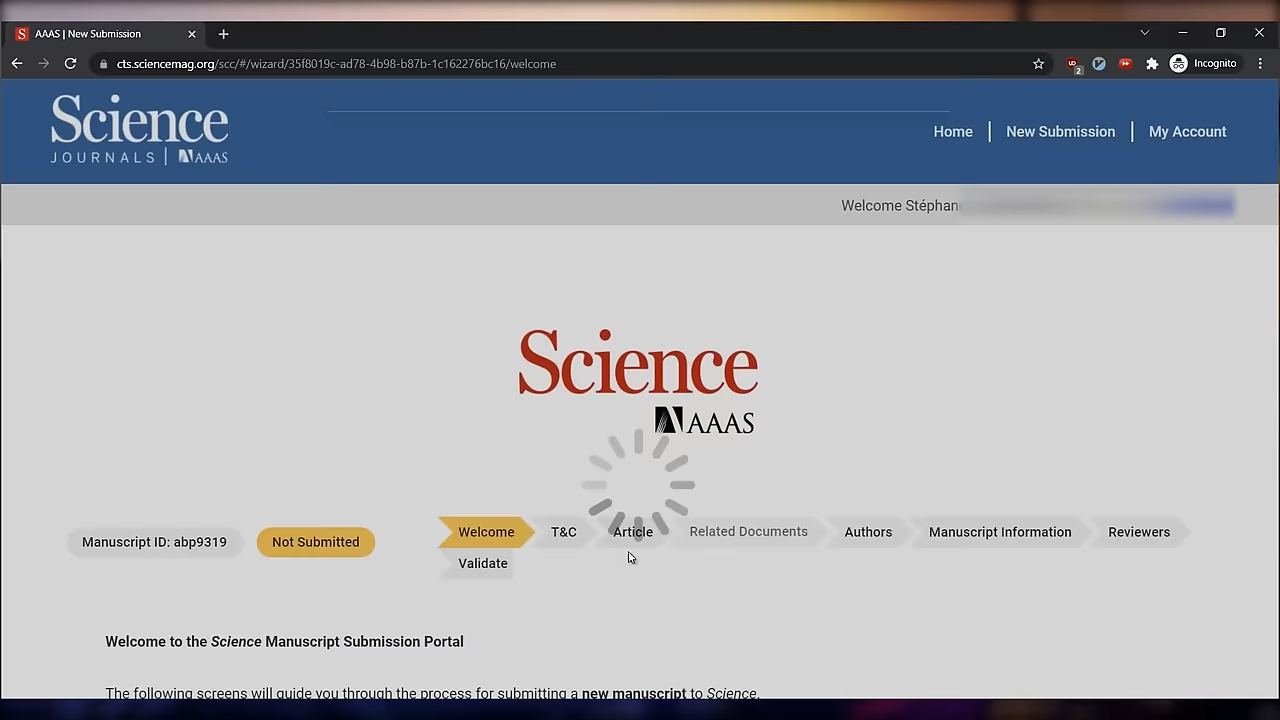 S AAAS | New Submission
cts.sciencemag.org/scc/#/wizard/35f8019c-ad78-4b98-b87b-1c162276bc16/welcome
2
Incognito
Science
JOURNALS | AAAS
Home
New Submission
My Account
Welcome Stéphan
Science
AAAS
Manuscript ID: abp9319
Not Submitted
Welcome
T&C
Article
Related Documents
Authors
Manuscript Information
Reviewers
Validate
Welcome to the Science Manuscript Submission Portal
The following screens will guide you through the process for submitting a new manuscript to Science.